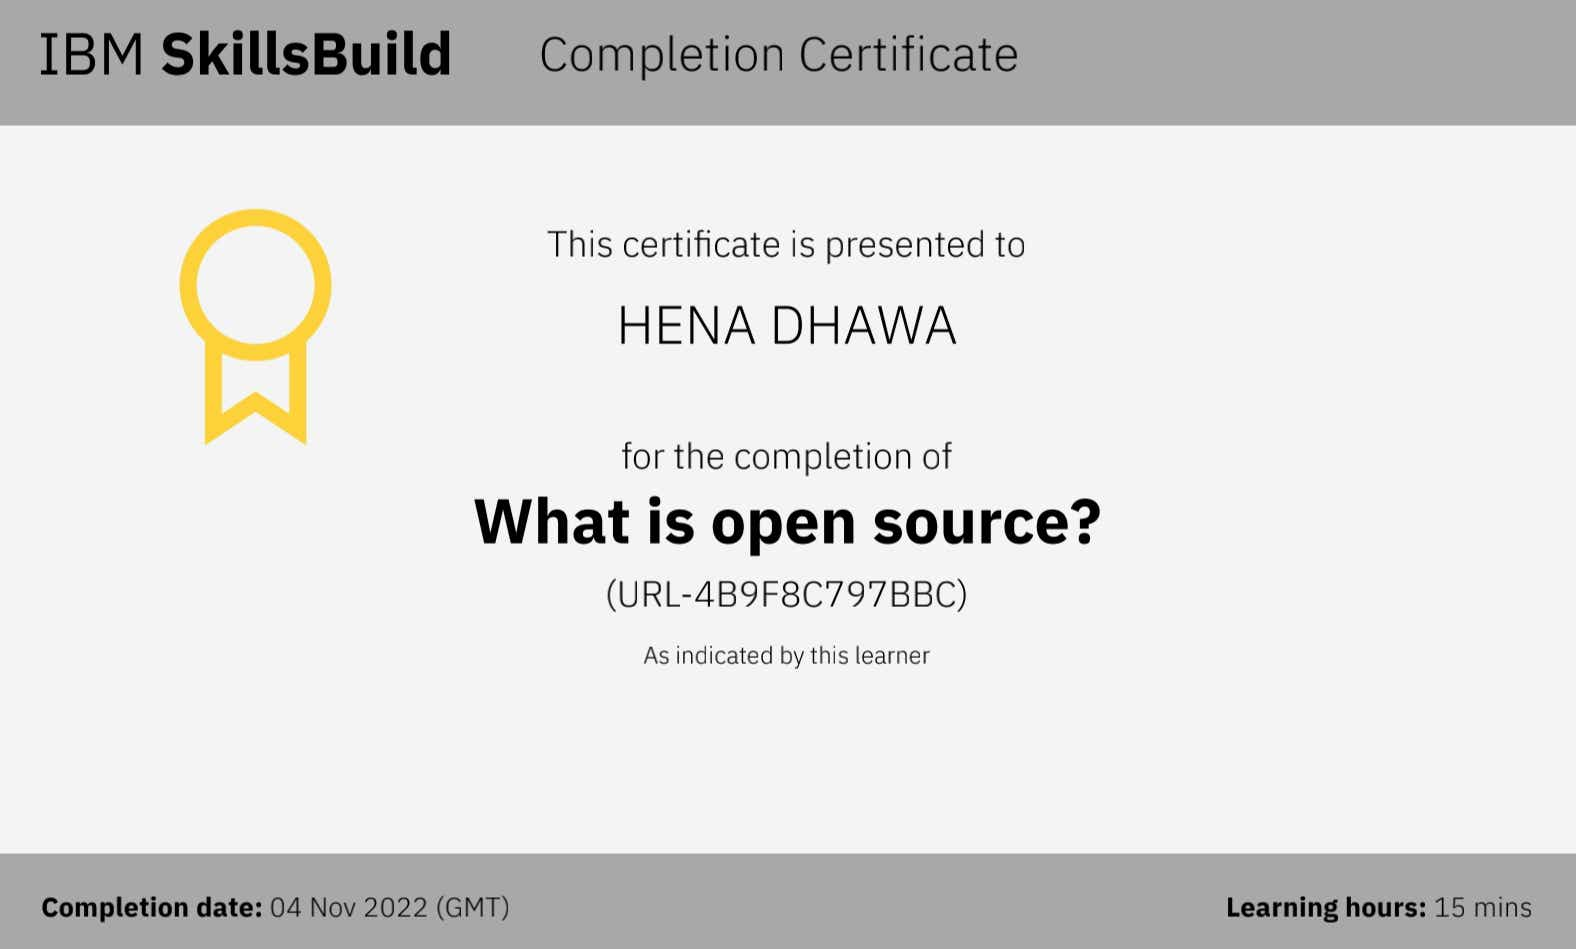 IBM SkillsBuild Completion Certificate
This certificate is presented to
HENA DHAWA
for the completion of
What is open source?
(URL-4B9F8C797BBC)
As indicated by this learner
Completion date: 04 Nov 2022 (GMT) Learning hours: 15 mins